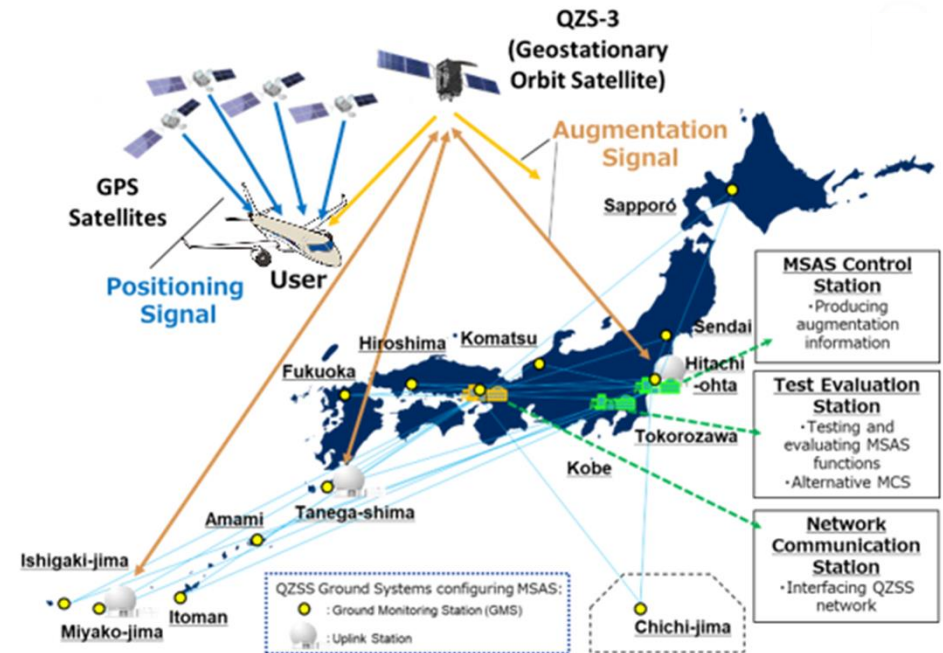 QZS-3
(Geostationary
Orbit Satellite)
Augmentation
Signal
GPS
Satellites
User
Positioning
Signal
Sapporo
MSAS Control
Station
・Producing
augmentation
information
Sendai
Hiroshima
Komatsu
Hitachi
-ohta
Fukuoka
Test Evaluation
Station
・Testing and
evaluating MSAS
functions
・Alternative MCS
Tokorozawa
Kobe
Tanega-shima
Amami
Network
Communication
Station
・Interfacing QZSS
network
Ishigaki-jima
Miyako-jima
Itoman
QZSS Ground Systems configuring MSAS:
: Ground Monitoring Station (GMS)
: Uplink Station
Chichi-jima